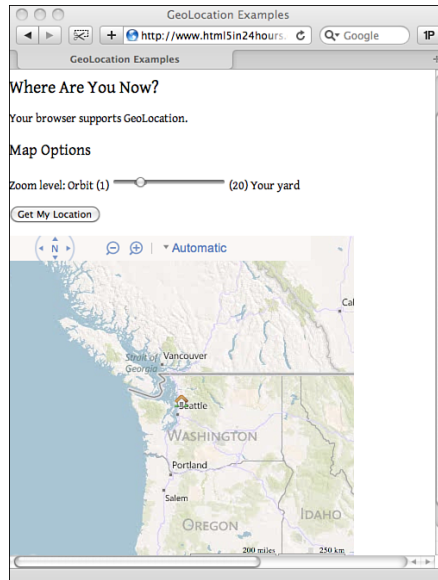 GeoLocation Examples
http://www.html5in24hours. Google 1P
GeoLocation Examples
Where Are You Now?
Your browser supports GeoLocation.
Map Options
Zoom level: Orbit (1) (20) Your yard
Get My Location
N Automatic
Cal
Strait of Georgia
Vancouver
Seattle
WASHINGTON
Portland
Salem
IDAHO
OREGON
200 miles 250 km